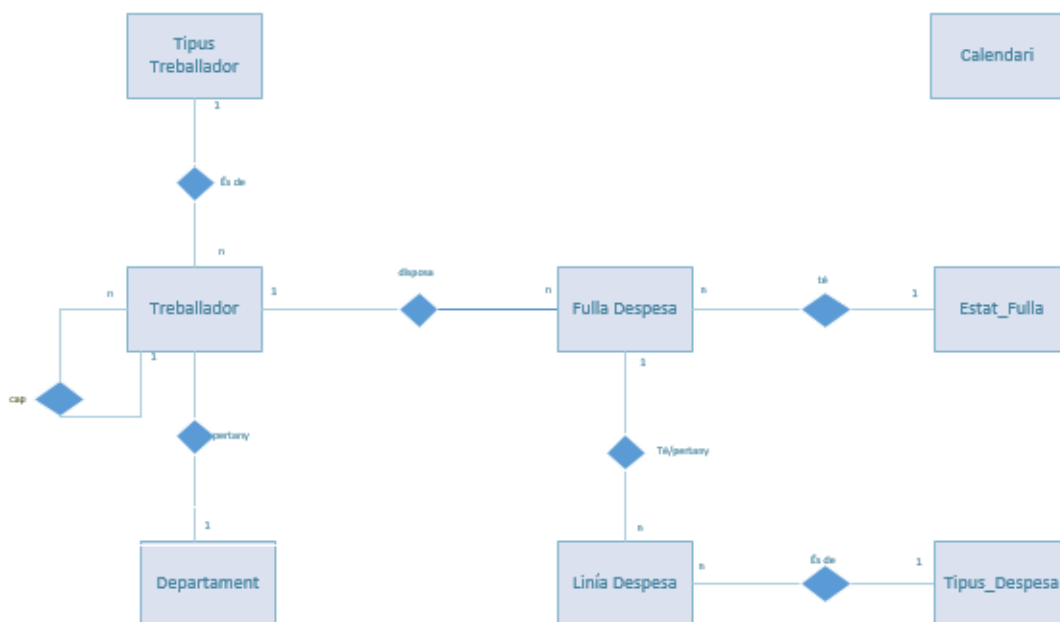 Tipus
Treballador
Calendari
1
És de
n
disposa
n
Treballador
1
n
Fulla Despesa
n
té
1
Estat_Fulla
1
1
cap
pertany
Té/pertany
1
n
Departament
Linía Despesa
n
És de
1
Tipus_Despesa